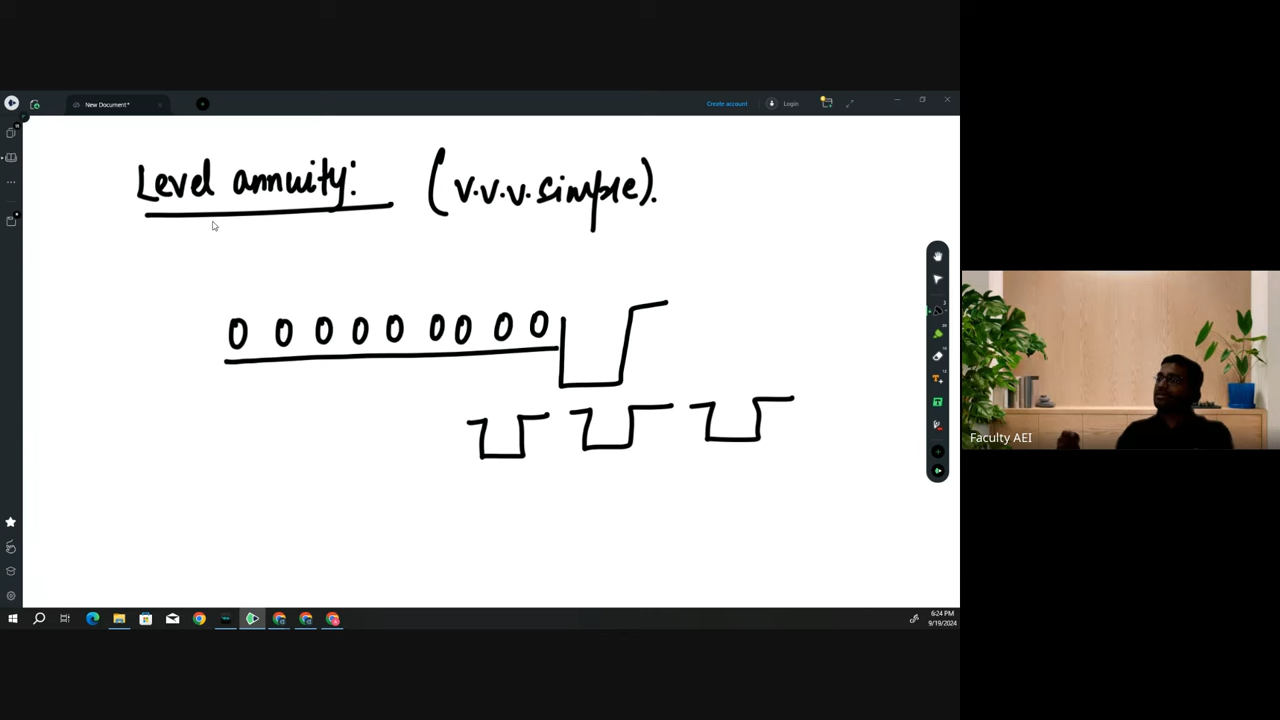 New Document*
Create account
Login
Level annuity: (v.v.v.simple).
0 0 0 0 0 0 0 0 0
Faculty AEI
6:24 PM
9/19/2024